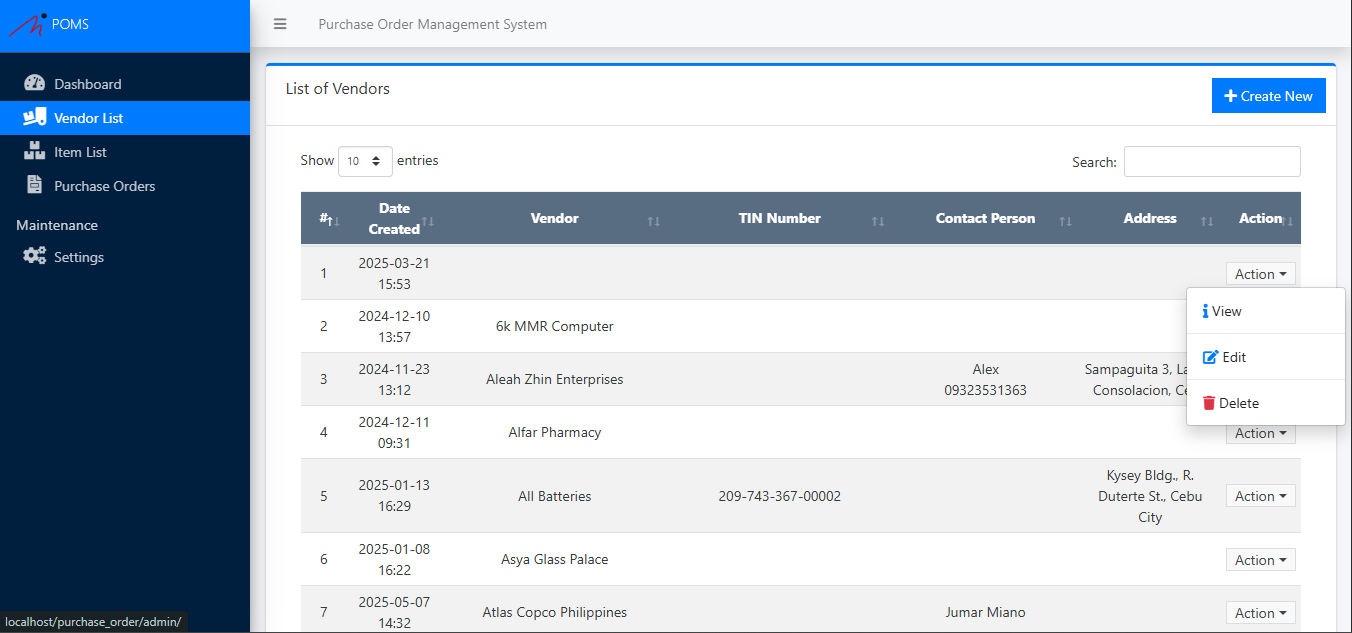 POMS
Purchase Order Management System
Dashboard
Vendor List
Item List
Purchase Orders
Maintenance
Settings
List of Vendors
Create New
Show 10 entries
Search:
# Date Created Vendor TIN Number Contact Person Address Action
1 2025-03-21 15:53 Action
View
Edit
Delete
2 2024-12-10 13:57 6k MMR Computer
3 2024-11-23 13:12 Aleah Zhin Enterprises Alex 09323531363 Sampaguita 3, La
Consolacion, Ce
4 2024-12-11 09:31 Alfar Pharmacy Action
5 2025-01-13 16:29 All Batteries 209-743-367-00002 Kysey Bldg., R.
Duterte St., Cebu
City Action
6 2025-01-08 16:22 Asya Glass Palace Action
7 2025-05-07 14:32 Atlas Copco Philippines Jumar Miano Action
localhost/purchase_order/admin/